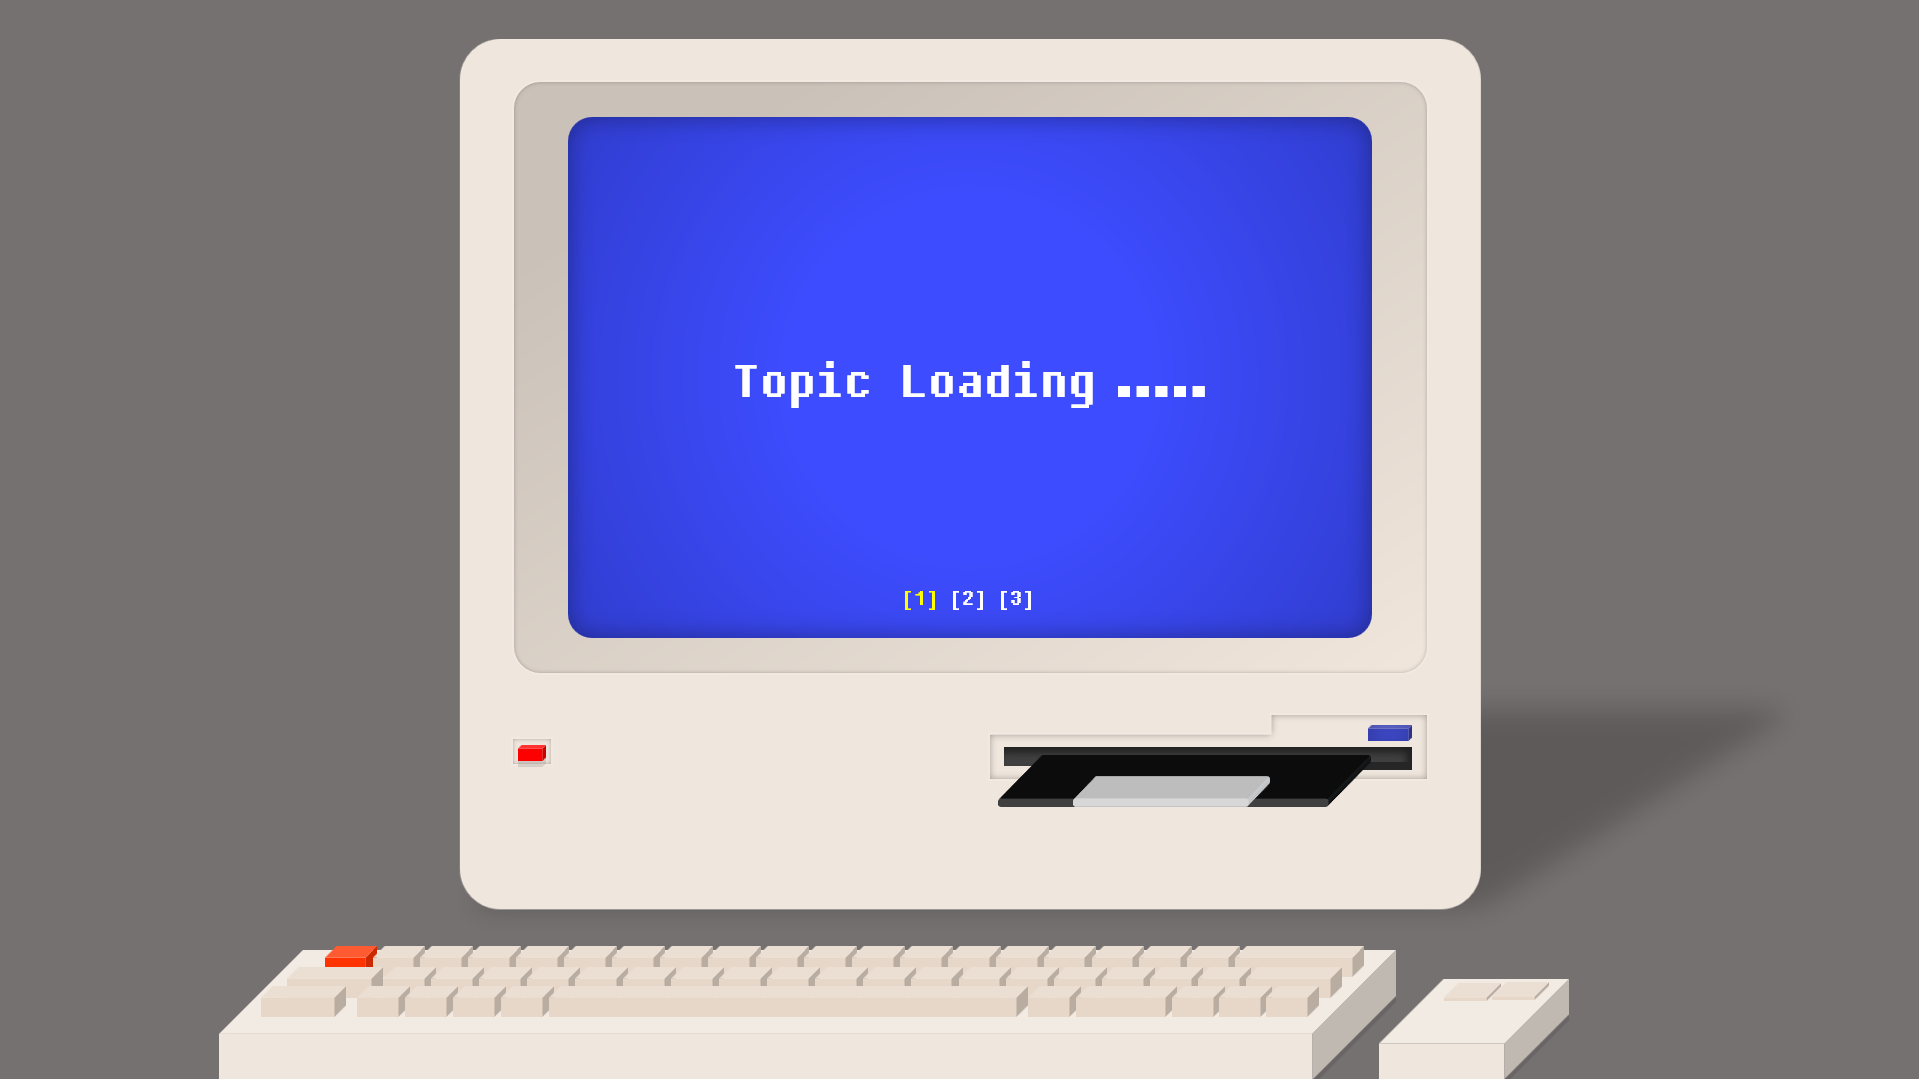 Topic Loading .....
[1] [2] [3]